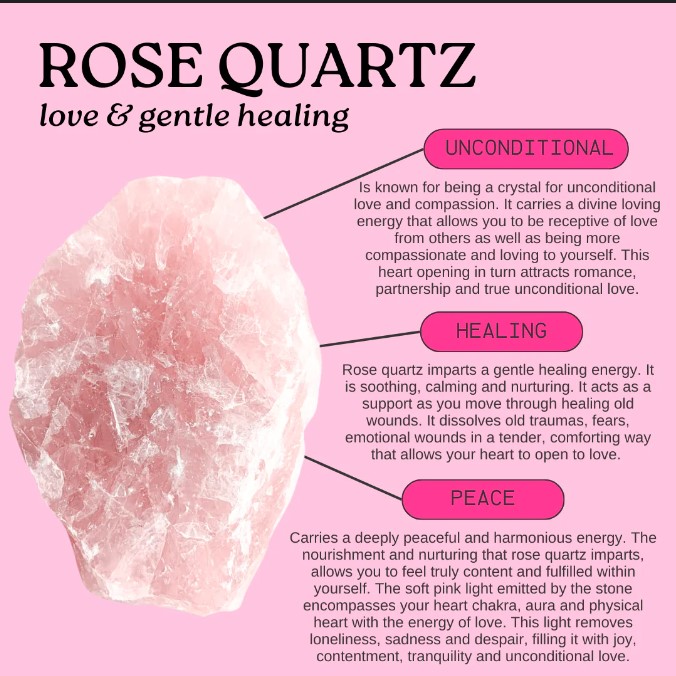 ROSE QUARTZ
love & gentle healing
UNCONDITIONAL
Is known for being a crystal for unconditional
love and compassion. It carries a divine loving
energy that allows you to be receptive of love
from others as well as being more
compassionate and loving to yourself. This
heart opening in turn attracts romance,
partnership and true unconditional love.
HEALING
Rose quartz imparts a gentle healing energy. It
is soothing, calming and nurturing. It acts as a
support as you move through healing old
wounds. It dissolves old traumas, fears,
emotional wounds in a tender, comforting way
that allows your heart to open to love.
PEACE
Carries a deeply peaceful and harmonious energy. The
nourishment and nurturing that rose quartz imparts,
allows you to feel truly content and fulfilled within
yourself. The soft pink light emitted by the stone
encompasses your heart chakra, aura and physical
heart with the energy of love. This light removes
loneliness, sadness and despair, filling it with joy,
contentment, tranquility and unconditional love.